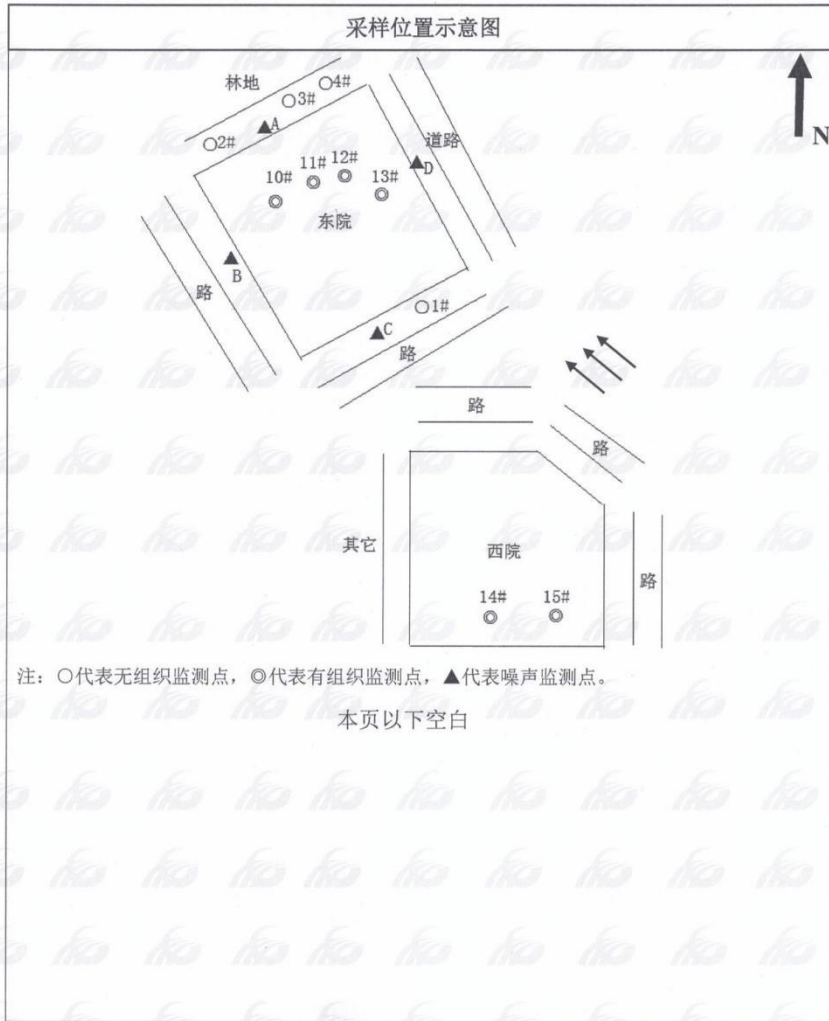 采样位置示意图
N
林地
○4#
○3#
▲A
○2#
道路
▲D
12#
11#
13#
10#
东院
▲B
路
○1#
▲C
路
路
路
其它
西院
14# 15#
路
注：○代表无组织监测点，◎代表有组织监测点，▲代表噪声监测点。
本页以下空白